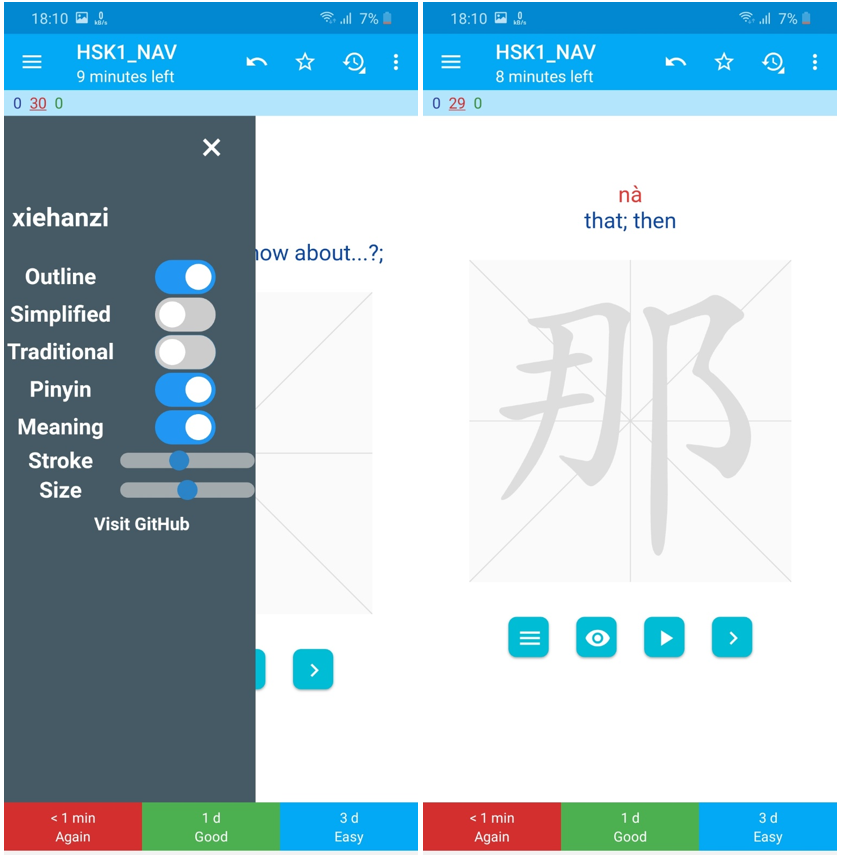 18:10 0 kB/s 7%
HSK1_NAV
9 minutes left
0 30 0
xiehanzi
how about...?;
Outline
Simplified
Traditional
Pinyin
Meaning
Stroke
Size
Visit GitHub
< 1 min 1 d 3 d
Again Good Easy
18:10 0 kB/s 7%
HSK1_NAV
8 minutes left
0 29 0
nà
that; then
那
< 1 min 1 d 3 d
Again Good Easy